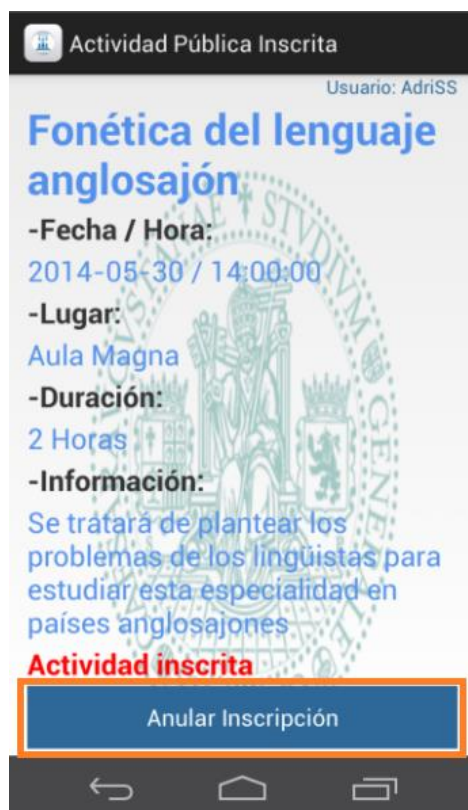 Actividad Pública Inscrita
Usuario: AdriSS
Fonética del lenguaje
anglosajón
-Fecha / Hora:
2014-05-30 / 14:00:00
-Lugar:
Aula Magna
-Duración:
2 Horas
-Información:
Se tratará de plantear los
problemas de los lingüistas para
estudiar esta especialidad en
países anglosajones
Actividad inscrita
Anular Inscripción